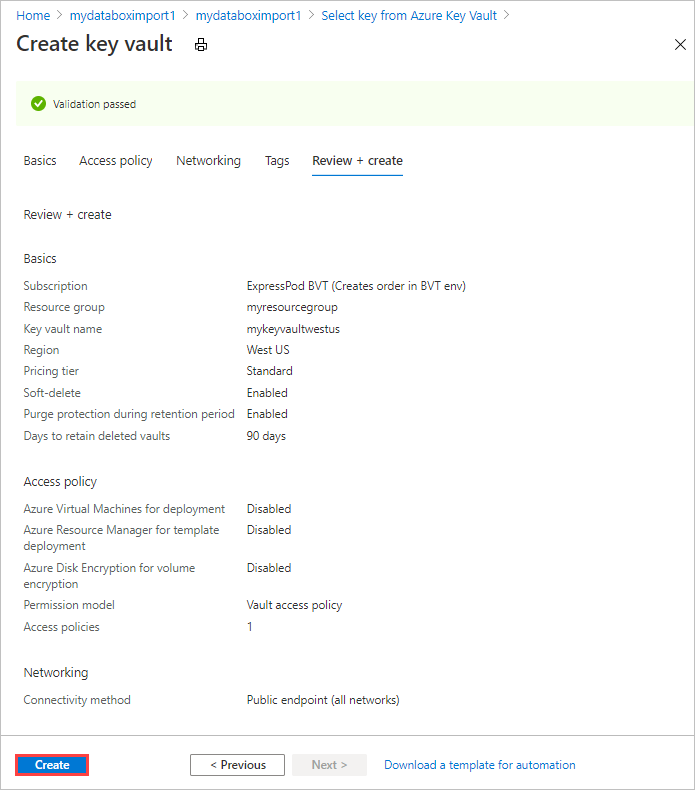 Home > mydataboximport1 > mydataboximport1 > Select key from Azure Key Vault >
Create key vault
Validation passed
Basics Access policy Networking Tags Review + create
Review + create
Basics
Subscription ExpressPod BVT (Creates order in BVT env)
Resource group myresourcegroup
Key vault name mykeyvaultwestus
Region West US
Pricing tier Standard
Soft-delete Enabled
Purge protection during retention period Enabled
Days to retain deleted vaults 90 days
Access policy
Azure Virtual Machines for deployment Disabled
Azure Resource Manager for template Disabled
deployment
Azure Disk Encryption for volume Disabled
encryption
Permission model Vault access policy
Access policies 1
Networking
Connectivity method Public endpoint (all networks)
Create < Previous Next > Download a template for automation